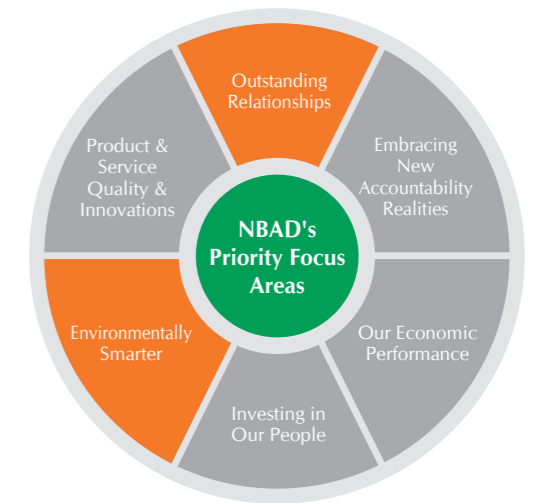 Outstanding
Relationships
Embracing
New
Accountability
Realities
Our Economic
Performance
Investing in
Our People
Environmentally
Smarter
Product &
Service
Quality &
Innovations
NBAD's
Priority Focus
Areas